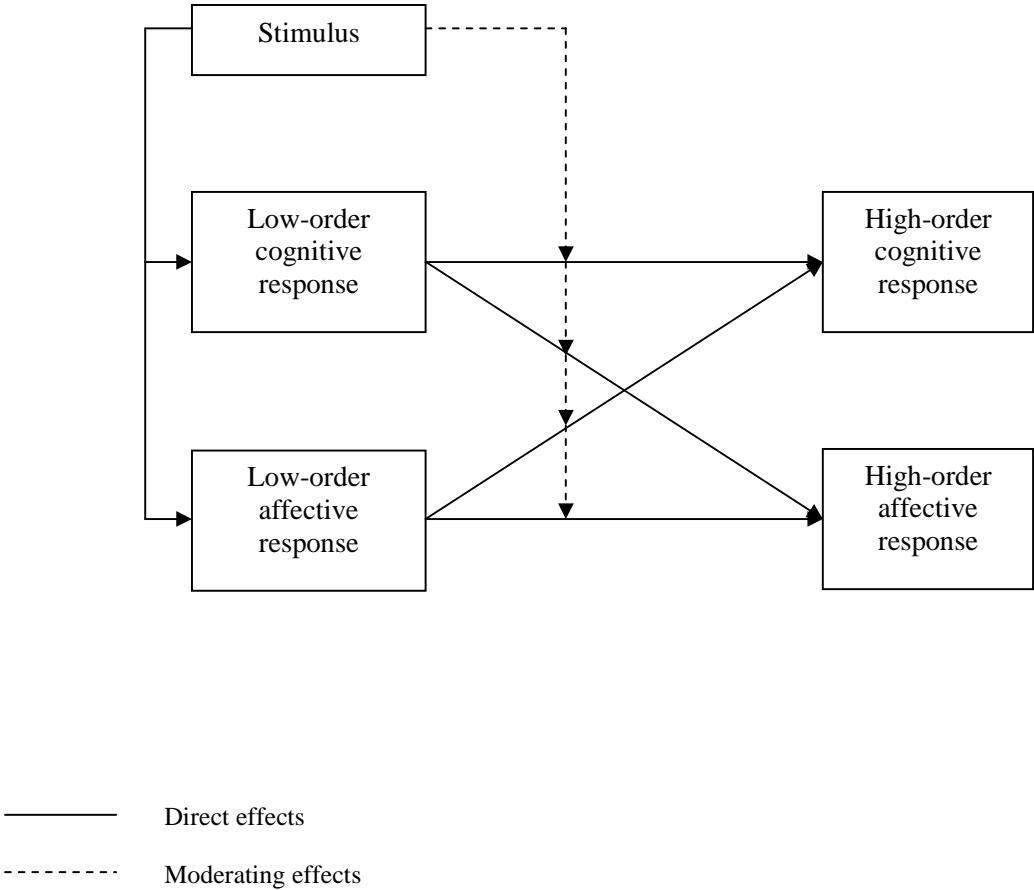 Stimulus
Low-order
cognitive
response
High-order
cognitive
response
Low-order
affective
response
High-order
affective
response
Direct effects
Moderating effects